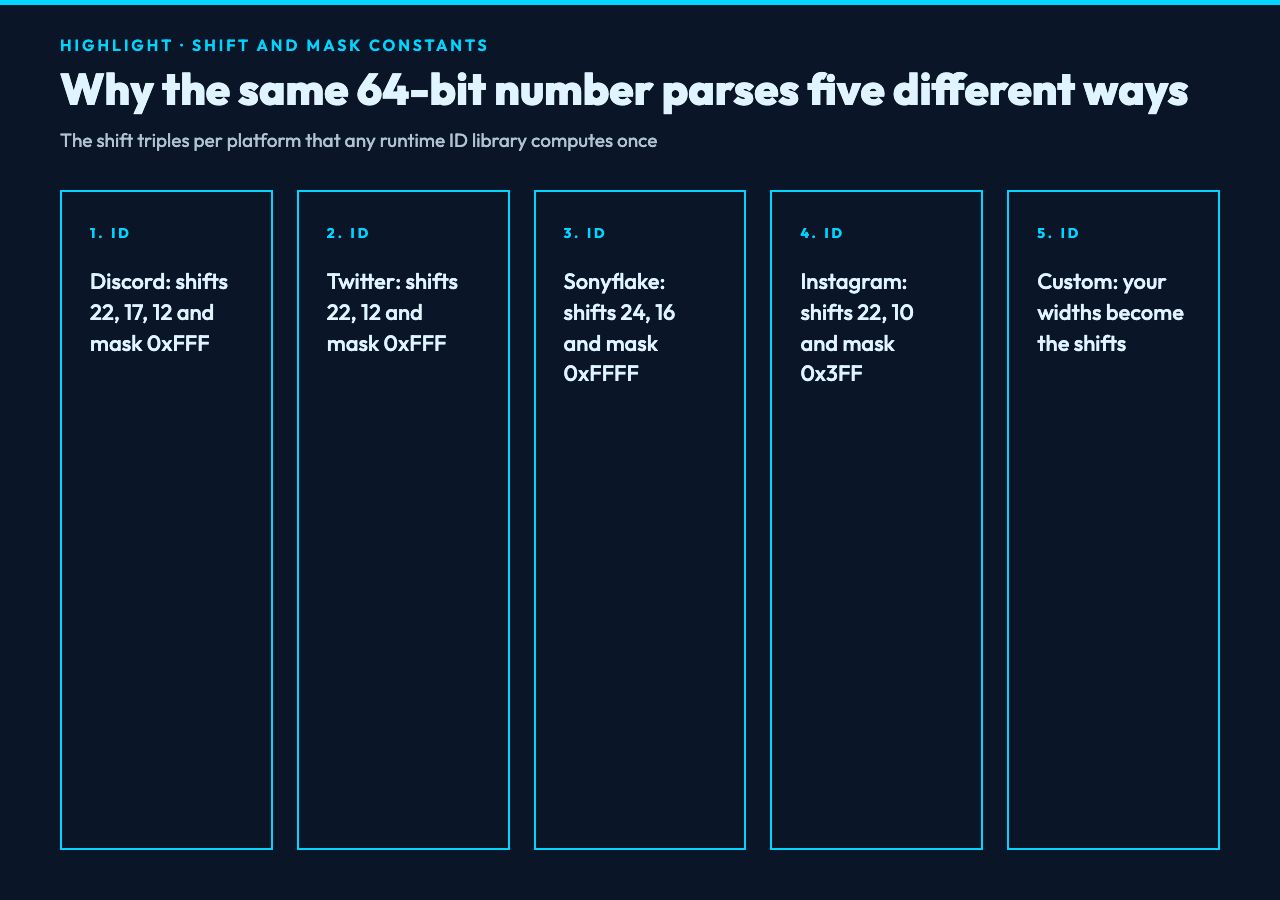 HIGHLIGHT · SHIFT AND MASK CONSTANTS
Why the same 64-bit number parses five different ways
The shift triples per platform that any runtime ID library computes once
1. ID
Discord: shifts
22, 17, 12 and
mask 0xFFF
2. ID
Twitter: shifts
22, 12 and
mask 0xFFF
3. ID
Sonyflake:
shifts 24, 16
and mask
0xFFFF
4. ID
Instagram:
shifts 22, 10
and mask
0x3FF
5. ID
Custom: your
widths become
the shifts